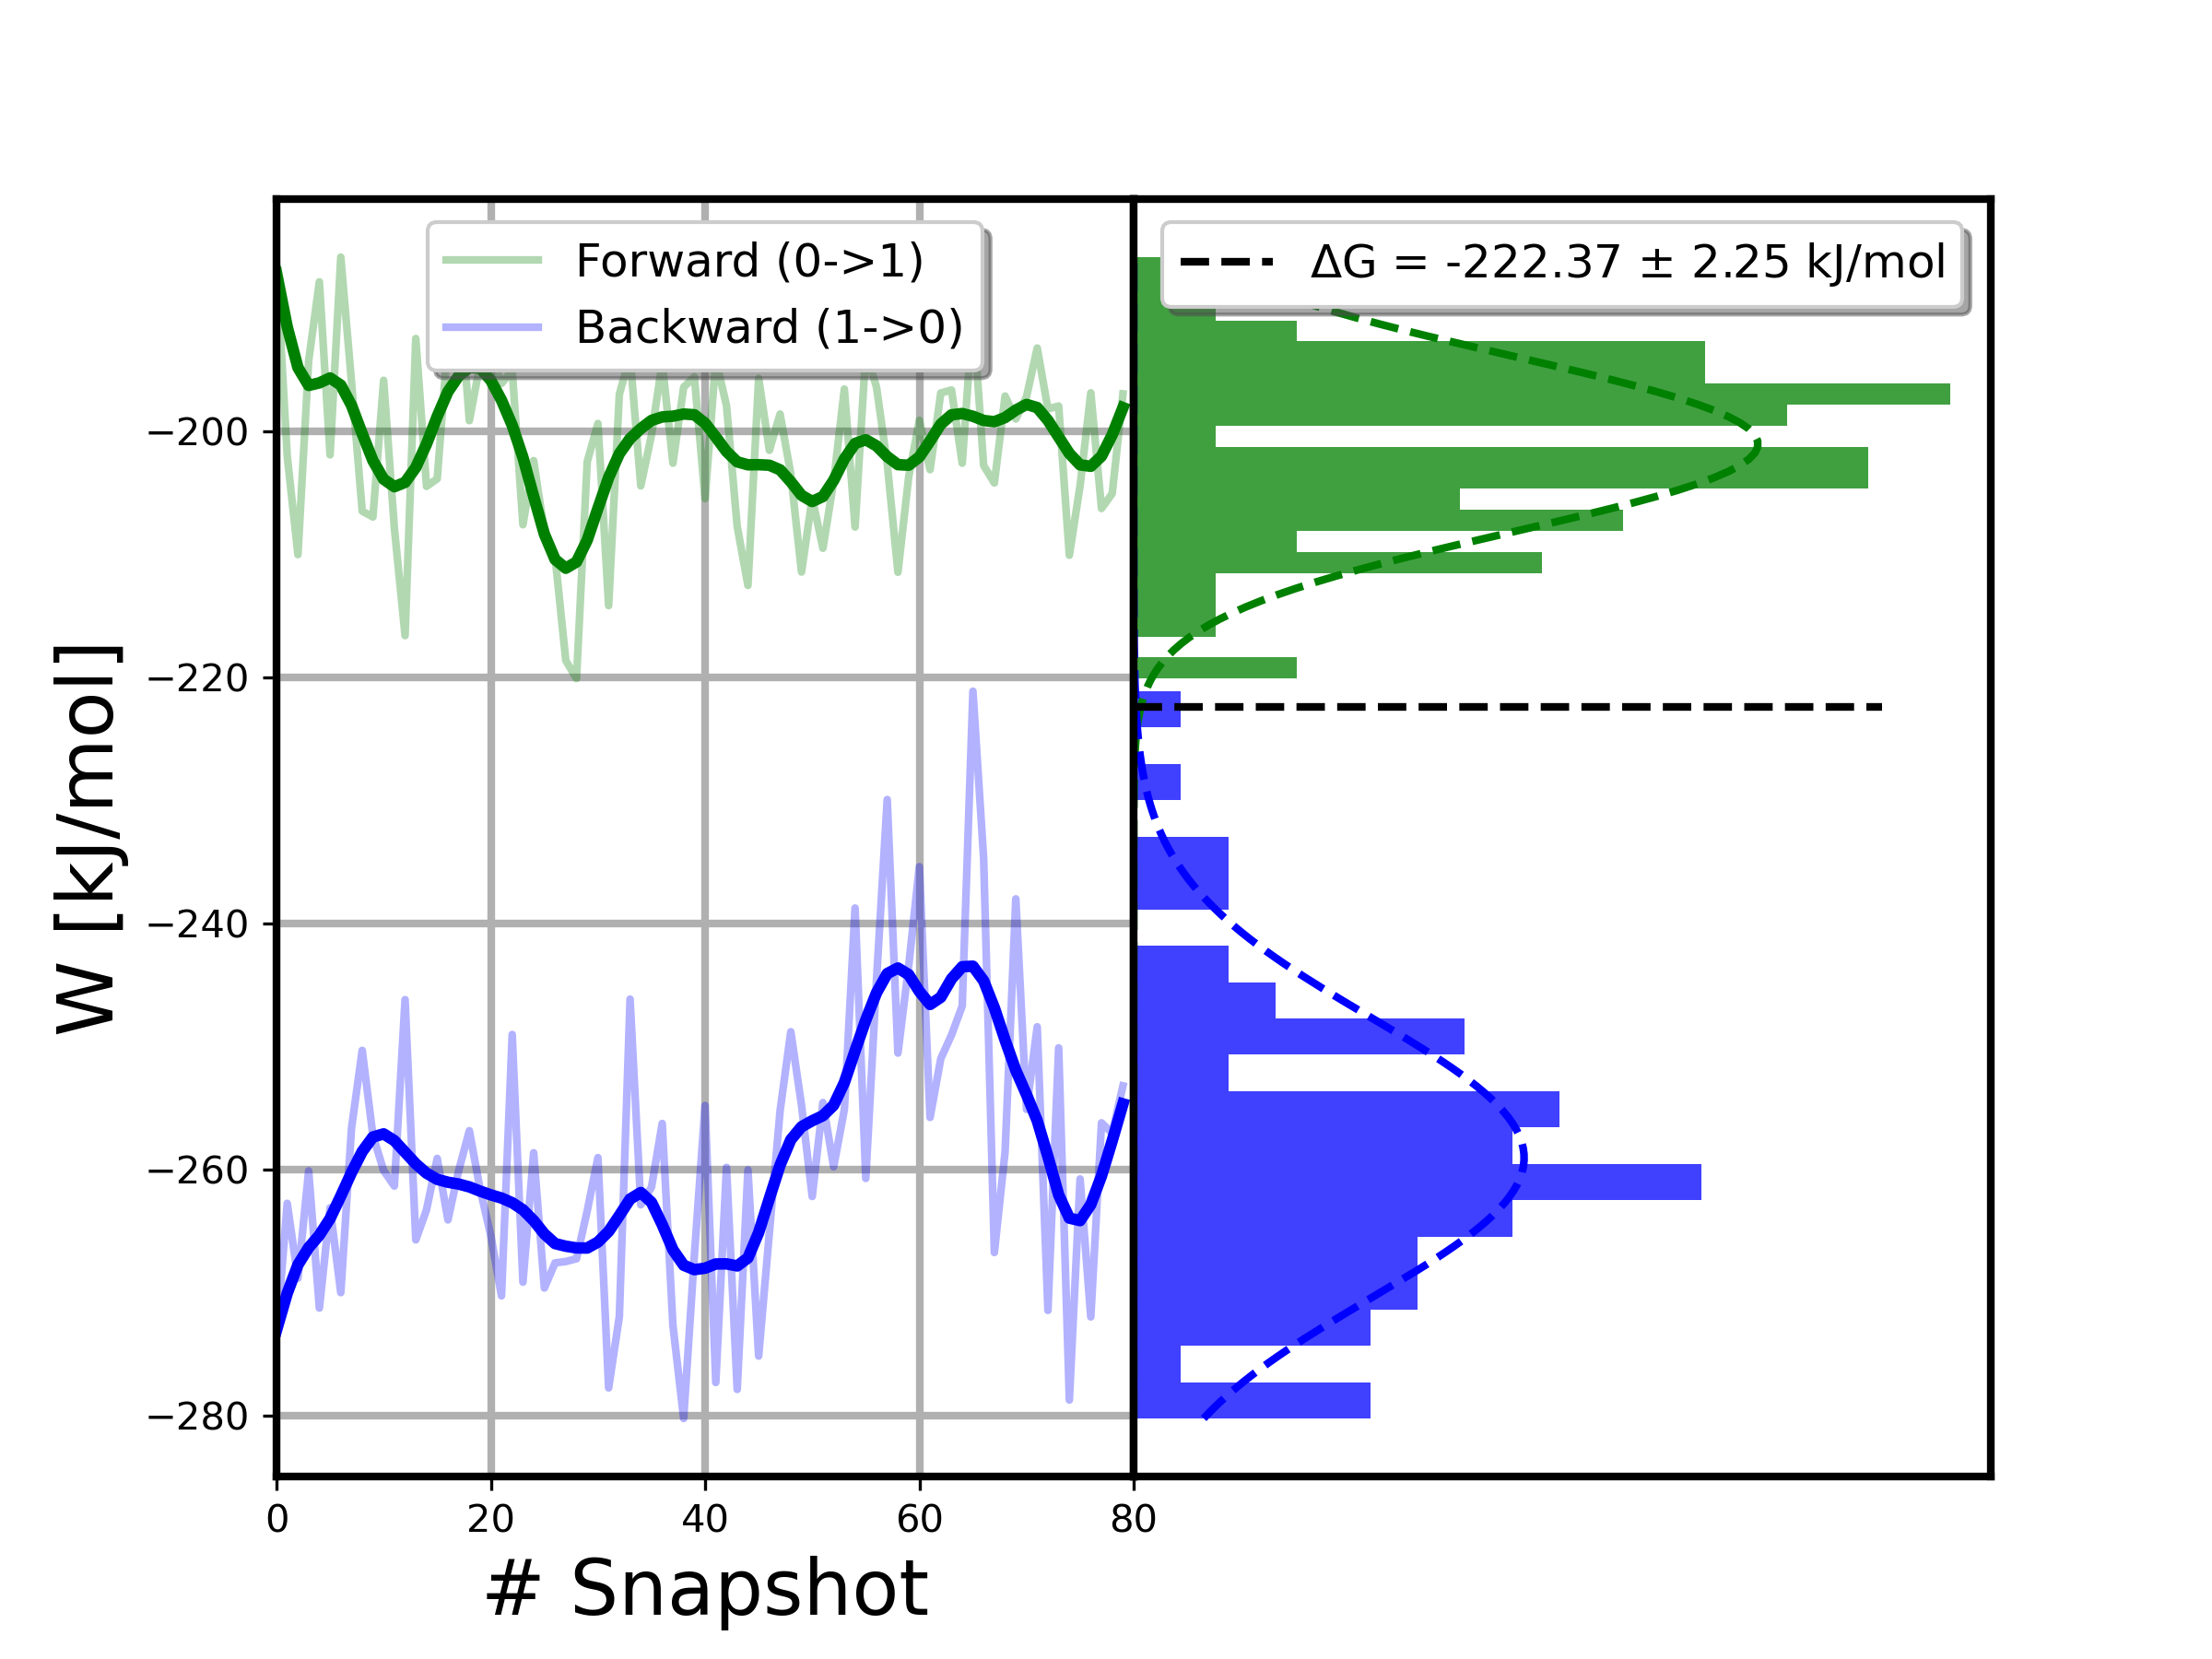 Forward (0->1)
Backward (1->0)
ΔG = -222.37 ± 2.25 kJ/mol
W [kJ/mol]
−200
−220
−240
−260
−280
0 20 40 60 80
# Snapshot